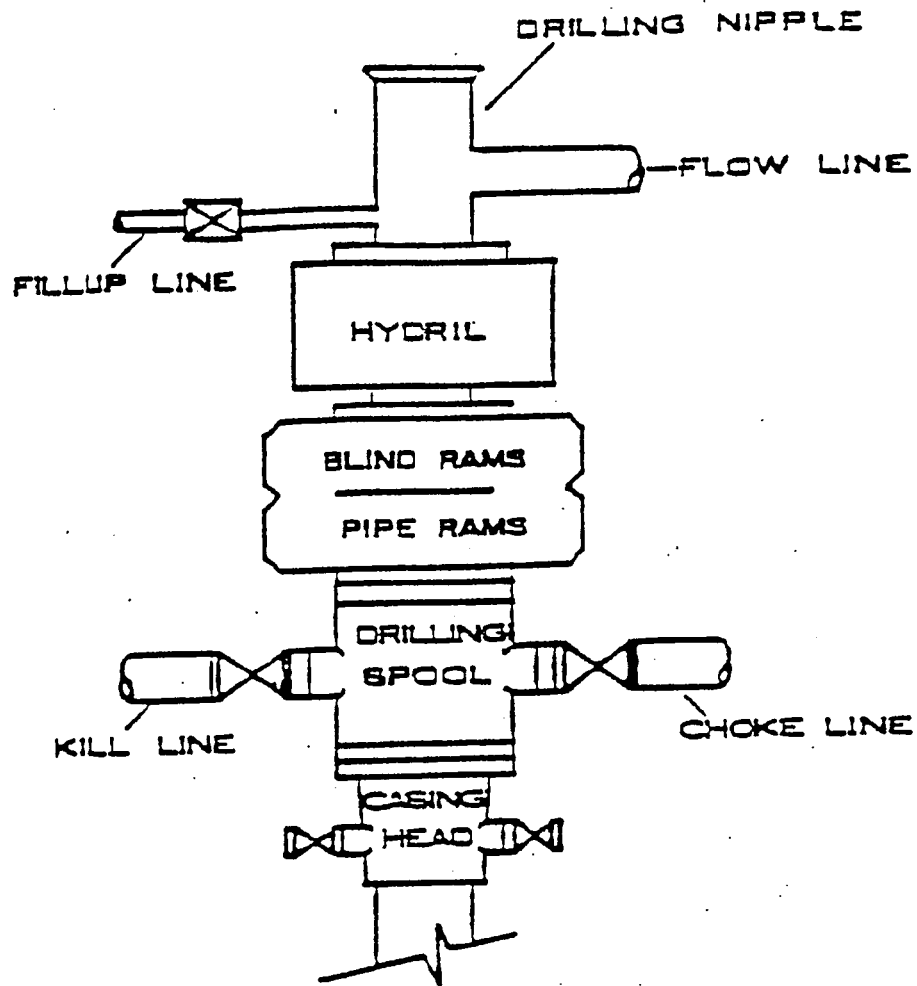 DRILLING NIPPLE
FLOW LINE
FILLUP LINE
HYDRIL
BLIND RAMS
PIPE RAMS
DRILLING
SPOOL
KILL LINE
CHOKE LINE
CASING
HEAD